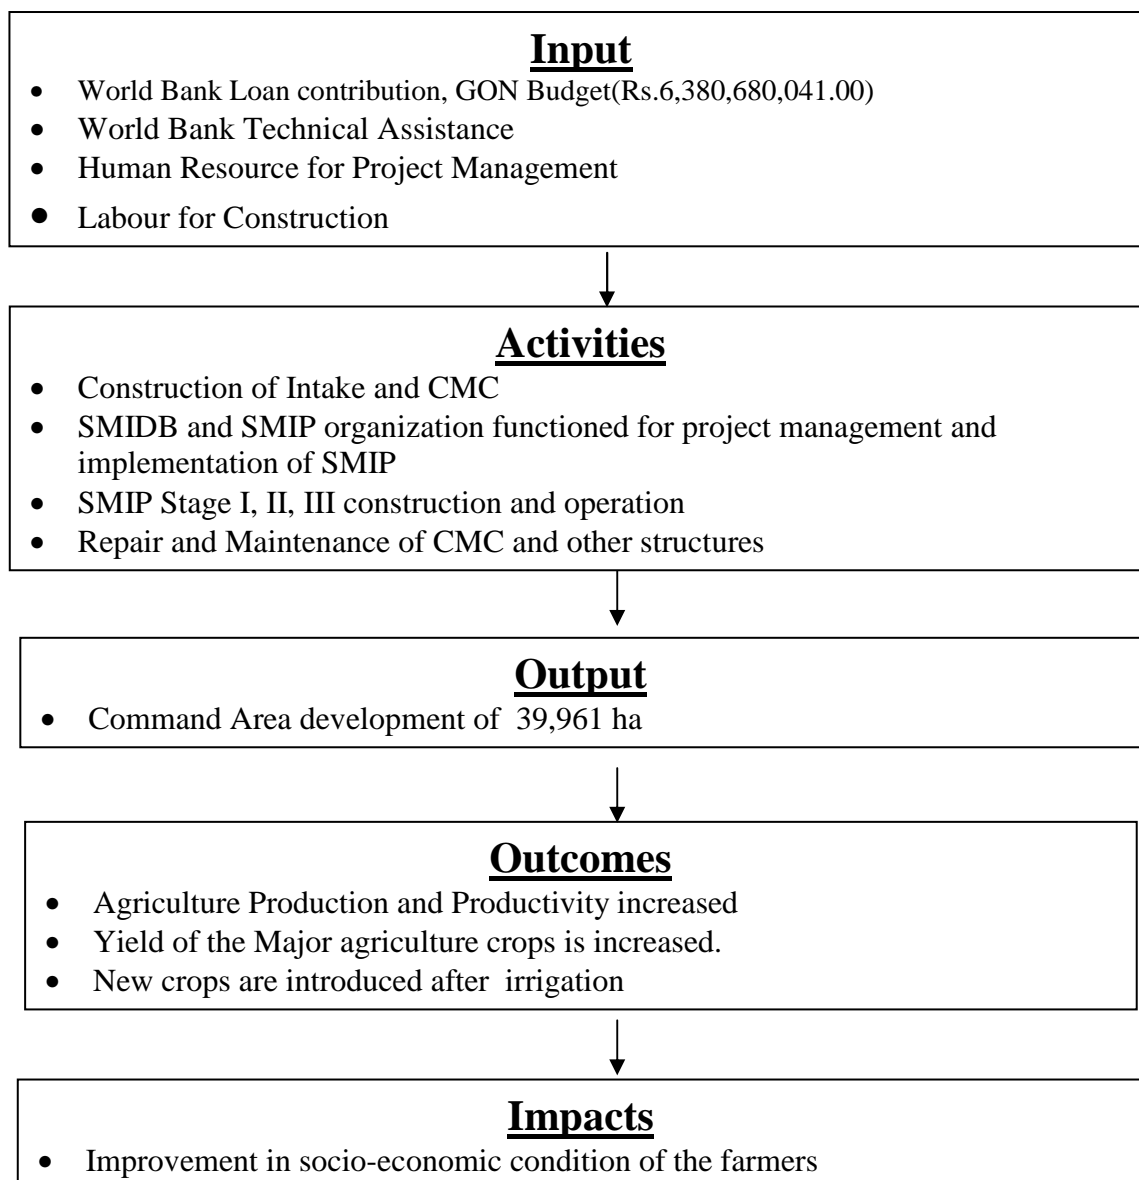 Input
• World Bank Loan contribution, GON Budget(Rs.6,380,680,041.00)
• World Bank Technical Assistance
• Human Resource for Project Management
• Labour for Construction
Activities
• Construction of Intake and CMC
• SMIDB and SMIP organization functioned for project management and
implementation of SMIP
• SMIP Stage I, II, III construction and operation
• Repair and Maintenance of CMC and other structures
Output
• Command Area development of 39,961 ha
Outcomes
• Agriculture Production and Productivity increased
• Yield of the Major agriculture crops is increased.
• New crops are introduced after irrigation
Impacts
• Improvement in socio-economic condition of the farmers